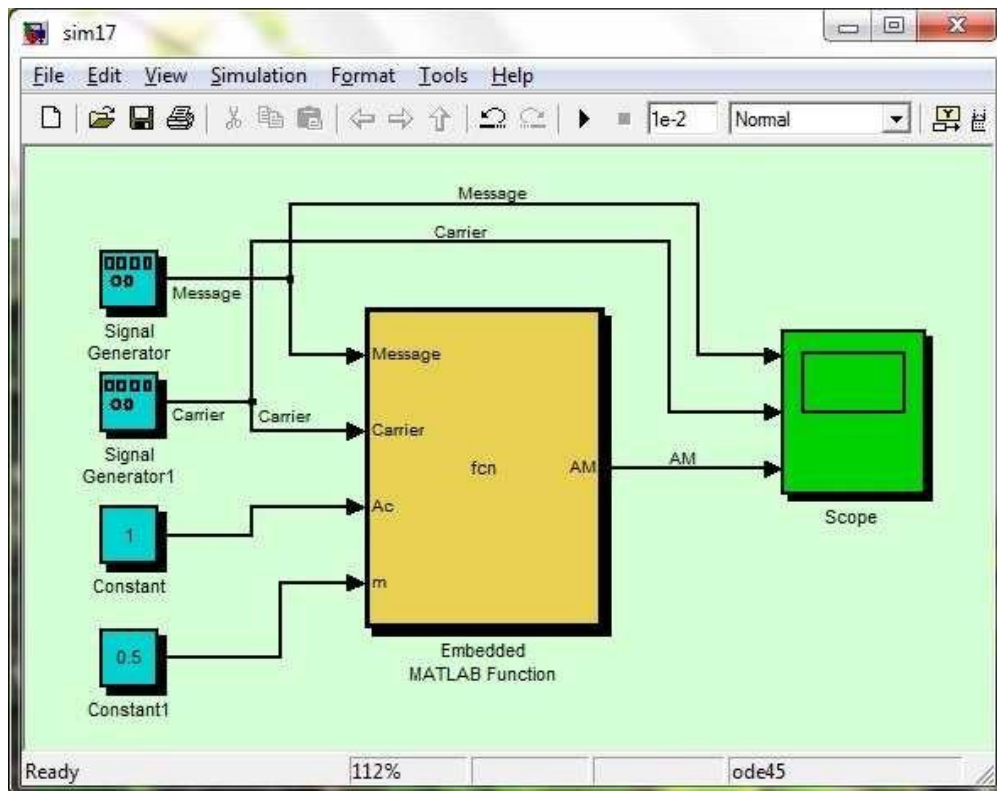 sim17
File Edit View Simulation Format Tools Help
1e-2 Normal
Message
Carrier
Message
Signal
Generator
Message
Carrier
Carrier
Carrier
Signal
Generator1
fcn
AM
AM
Scope
1
Ac
Constant
m
0.5
Embedded
MATLAB Function
Constant1
Ready 112% ode45